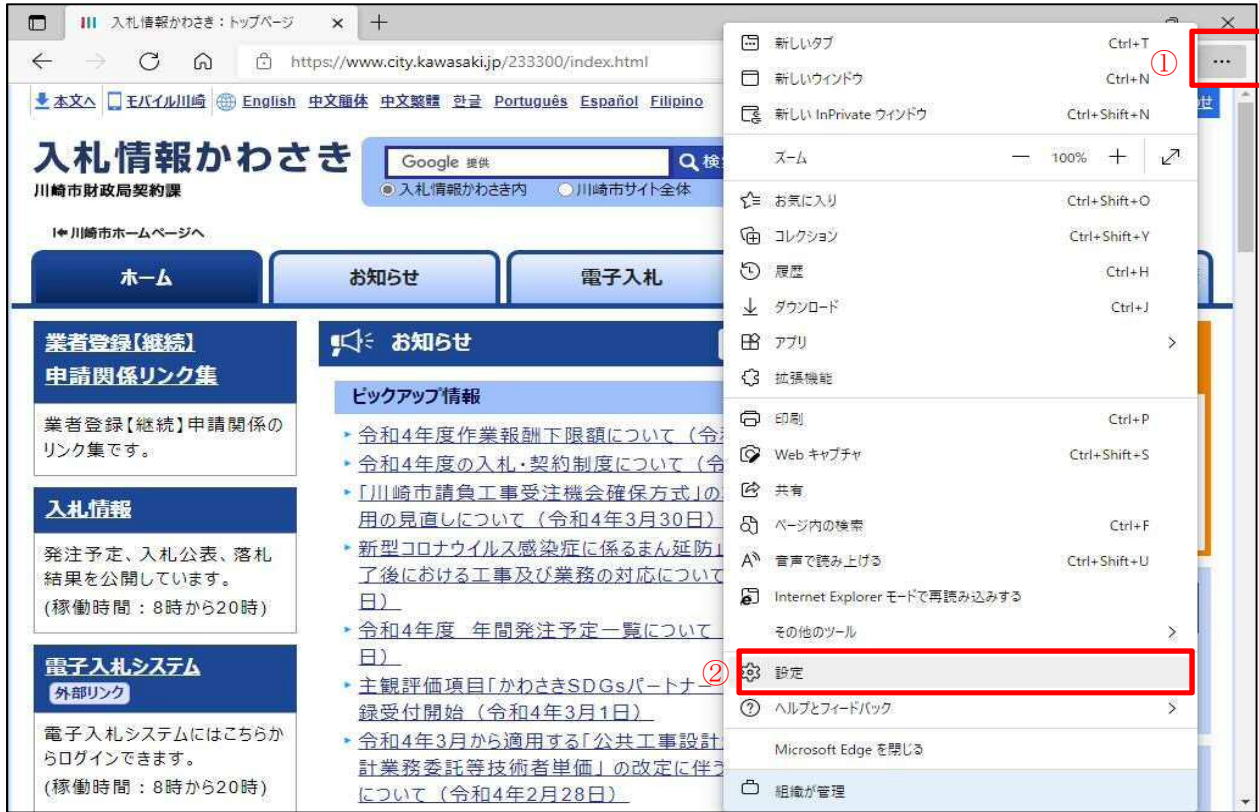 入札情報かわさき：トップページ
https://www.city.kawasaki.jp/233300/index.html
①
…
本文へ モバイル川崎 English 中文簡体 中文繁體 한글 Português Español Filipino
入札情報かわさき
川崎市財政局契約課
Google 提供
検
入札情報かわさき内 川崎市サイト全体
川崎市ホームページへ
ホーム お知らせ 電子入札
業者登録【継続】
申請関係リンク集
業者登録【継続】申請関係の
リンク集です。
入札情報
発注予定、入札公表、落札
結果を公開しています。
(稼働時間：8時から20時)
電子入札システム
外部リンク
電子入札システムにはこちらか
らログインできます。
(稼働時間：8時から20時)
お知らせ
ピックアップ情報
令和4年度作業報酬下限額について（令
令和4年度の入札・契約制度について（令
「川崎市請負工事受注機会確保方式」の
用の見直しについて（令和4年3月30日）
新型コロナウイルス感染症に係るまん延防止
了後における工事及び業務の対応について
日）
令和4年度 年間発注予定一覧について
日）
主観評価項目「かわさきSDGsパートナー
録受付開始（令和4年3月1日）
令和4年3月から適用する「公共工事設計
計業務委託等技術者単価」の改定に伴う
について（令和4年2月28日）
新しいタブ Ctrl+T
新しいウィンドウ Ctrl+N
新しい InPrivate ウィンドウ Ctrl+Shift+N
ズーム — 100% +
お気に入り Ctrl+Shift+O
コレクション Ctrl+Shift+Y
履歴 Ctrl+H
ダウンロード Ctrl+J
アプリ
拡張機能
印刷 Ctrl+P
Web キャプチャ Ctrl+Shift+S
共有
ページ内の検索 Ctrl+F
音声で読み上げる Ctrl+Shift+U
Internet Explorer モードで再読み込みする
その他のツール
② 設定
ヘルプとフィードバック
Microsoft Edge を閉じる
組織が管理